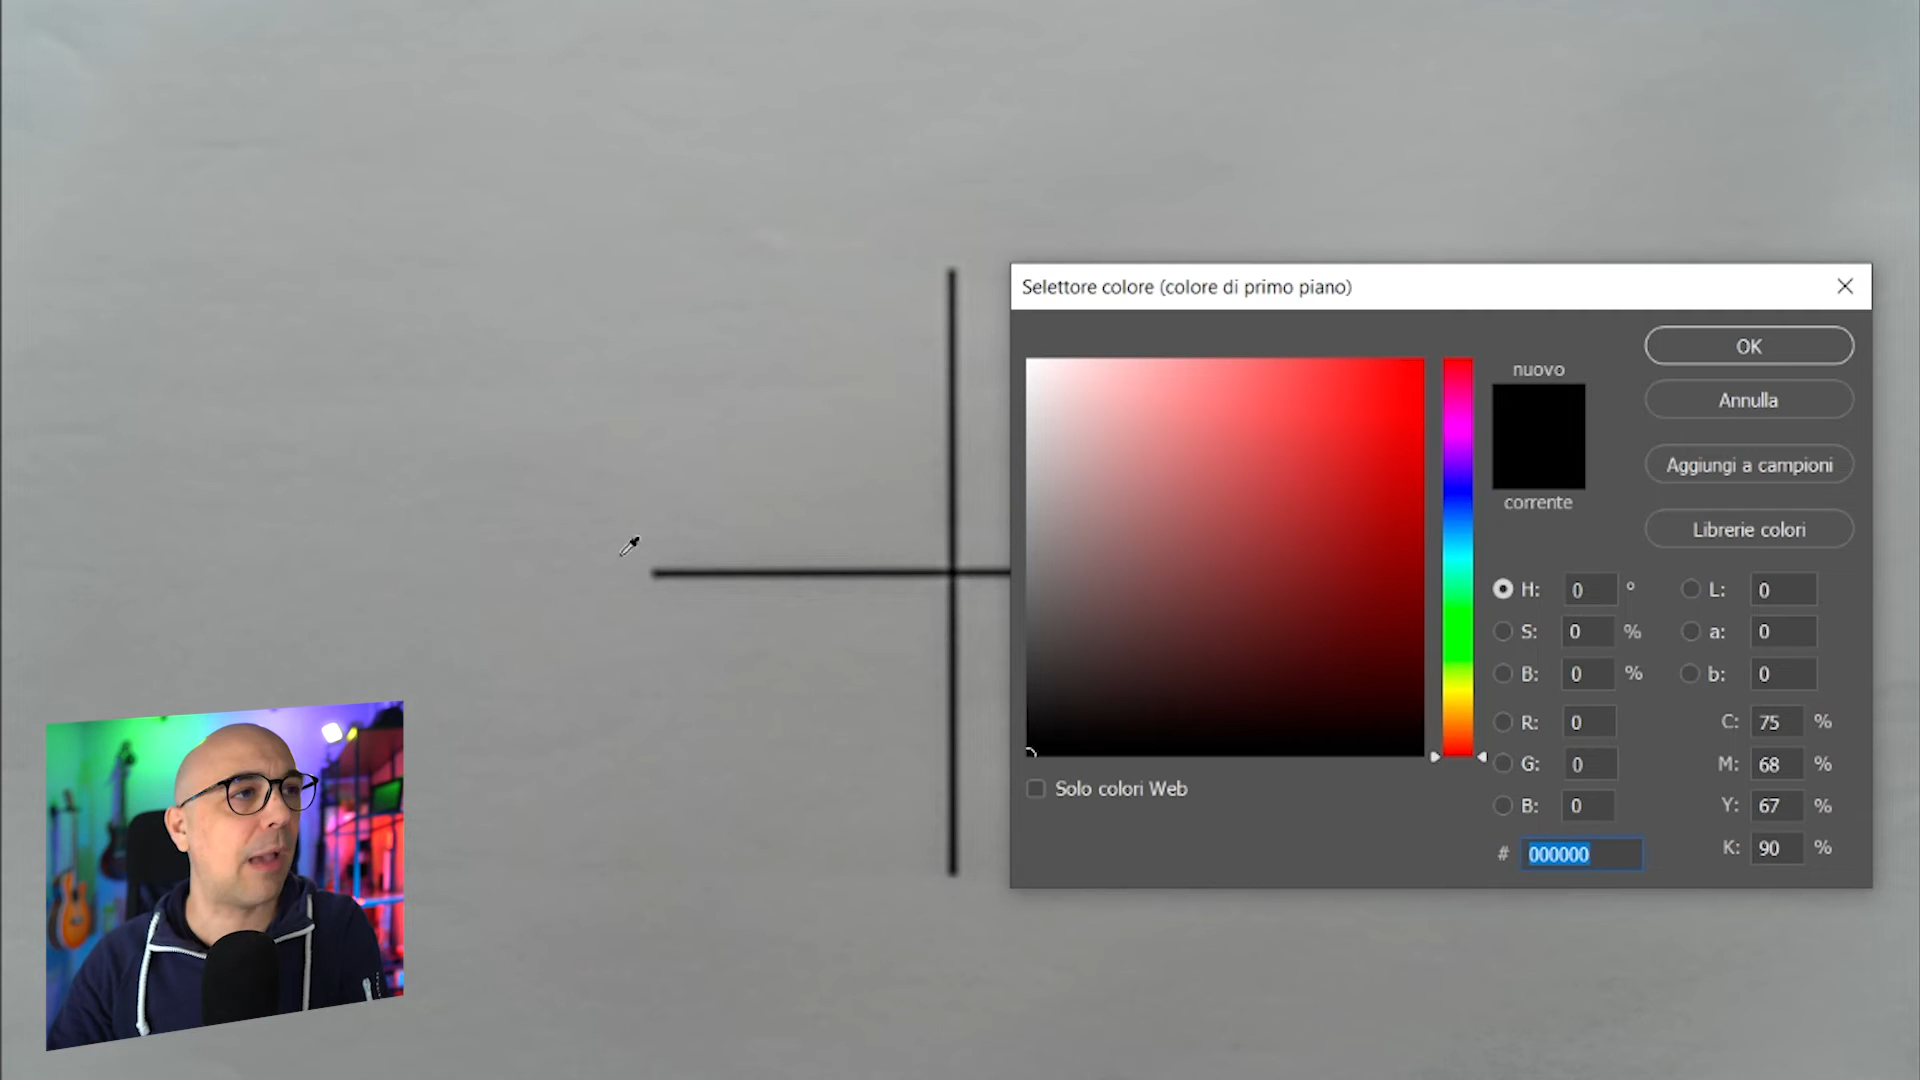 Selettore colore (colore di primo piano)
OK
nuovo
Annulla
Aggiungi a campioni
corrente
Librerie colori
H: 0 ° L: 0
S: 0 % a: 0
B: 0 % b: 0
R: 0 C: 75 %
G: 0 M: 68 %
Solo colori Web
B: 0 Y: 67 %
# 000000 K: 90 %